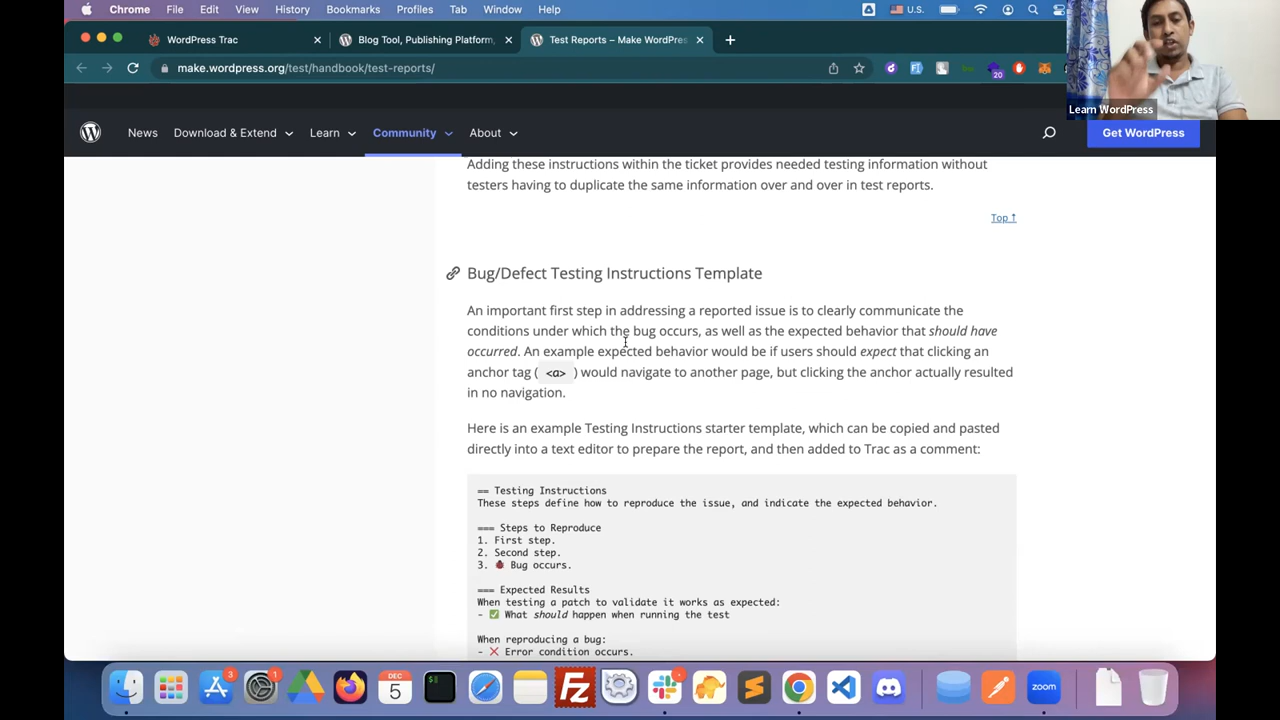 Chrome File Edit View History Bookmarks Profiles Tab Window Help U.S.
WordPress Trac
Blog Tool, Publishing Platform,
Test Reports – Make WordPres
make.wordpress.org/test/handbook/test-reports/
20
Learn WordPress
News Download & Extend Learn Community About Get WordPress
Adding these instructions within the ticket provides needed testing information without
testers having to duplicate the same information over and over in test reports.
Top ↑
Bug/Defect Testing Instructions Template
An important first step in addressing a reported issue is to clearly communicate the
conditions under which the bug occurs, as well as the expected behavior that should have
occurred. An example expected behavior would be if users should expect that clicking an
anchor tag ( <a> ) would navigate to another page, but clicking the anchor actually resulted
in no navigation.
Here is an example Testing Instructions starter template, which can be copied and pasted
directly into a text editor to prepare the report, and then added to Trac as a comment:
== Testing Instructions
These steps define how to reproduce the issue, and indicate the expected behavior.
=== Steps to Reproduce
1. First step.
2. Second step.
3. 🐞 Bug occurs.
=== Expected Results
When testing a patch to validate it works as expected:
- ✅ What should happen when running the test
When reproducing a bug:
- ❌ Error condition occurs.
3
1
DEC
5
$
Fz
zoom